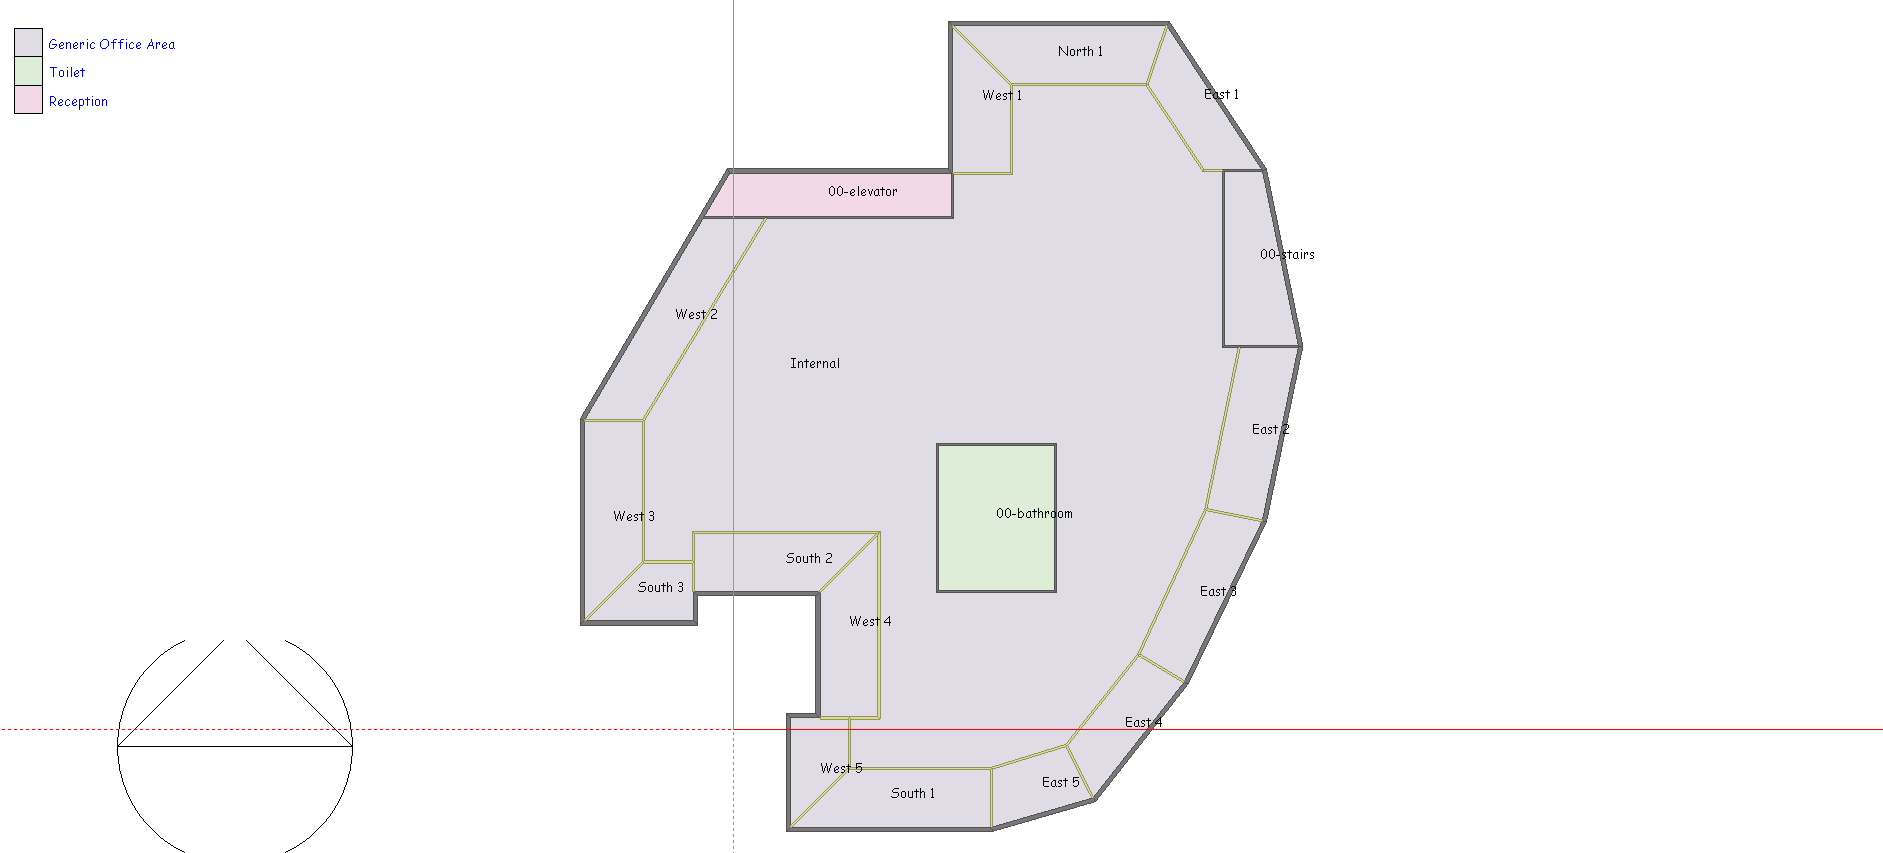 Generic Office Area
Toilet
Reception
North 1
West 1
East 1
00-elevator
00-stairs
West 2
Internal
East 2
00-bathroom
West 3
South 2
South 3
East 3
West 4
East 4
West 5
East 5
South 1